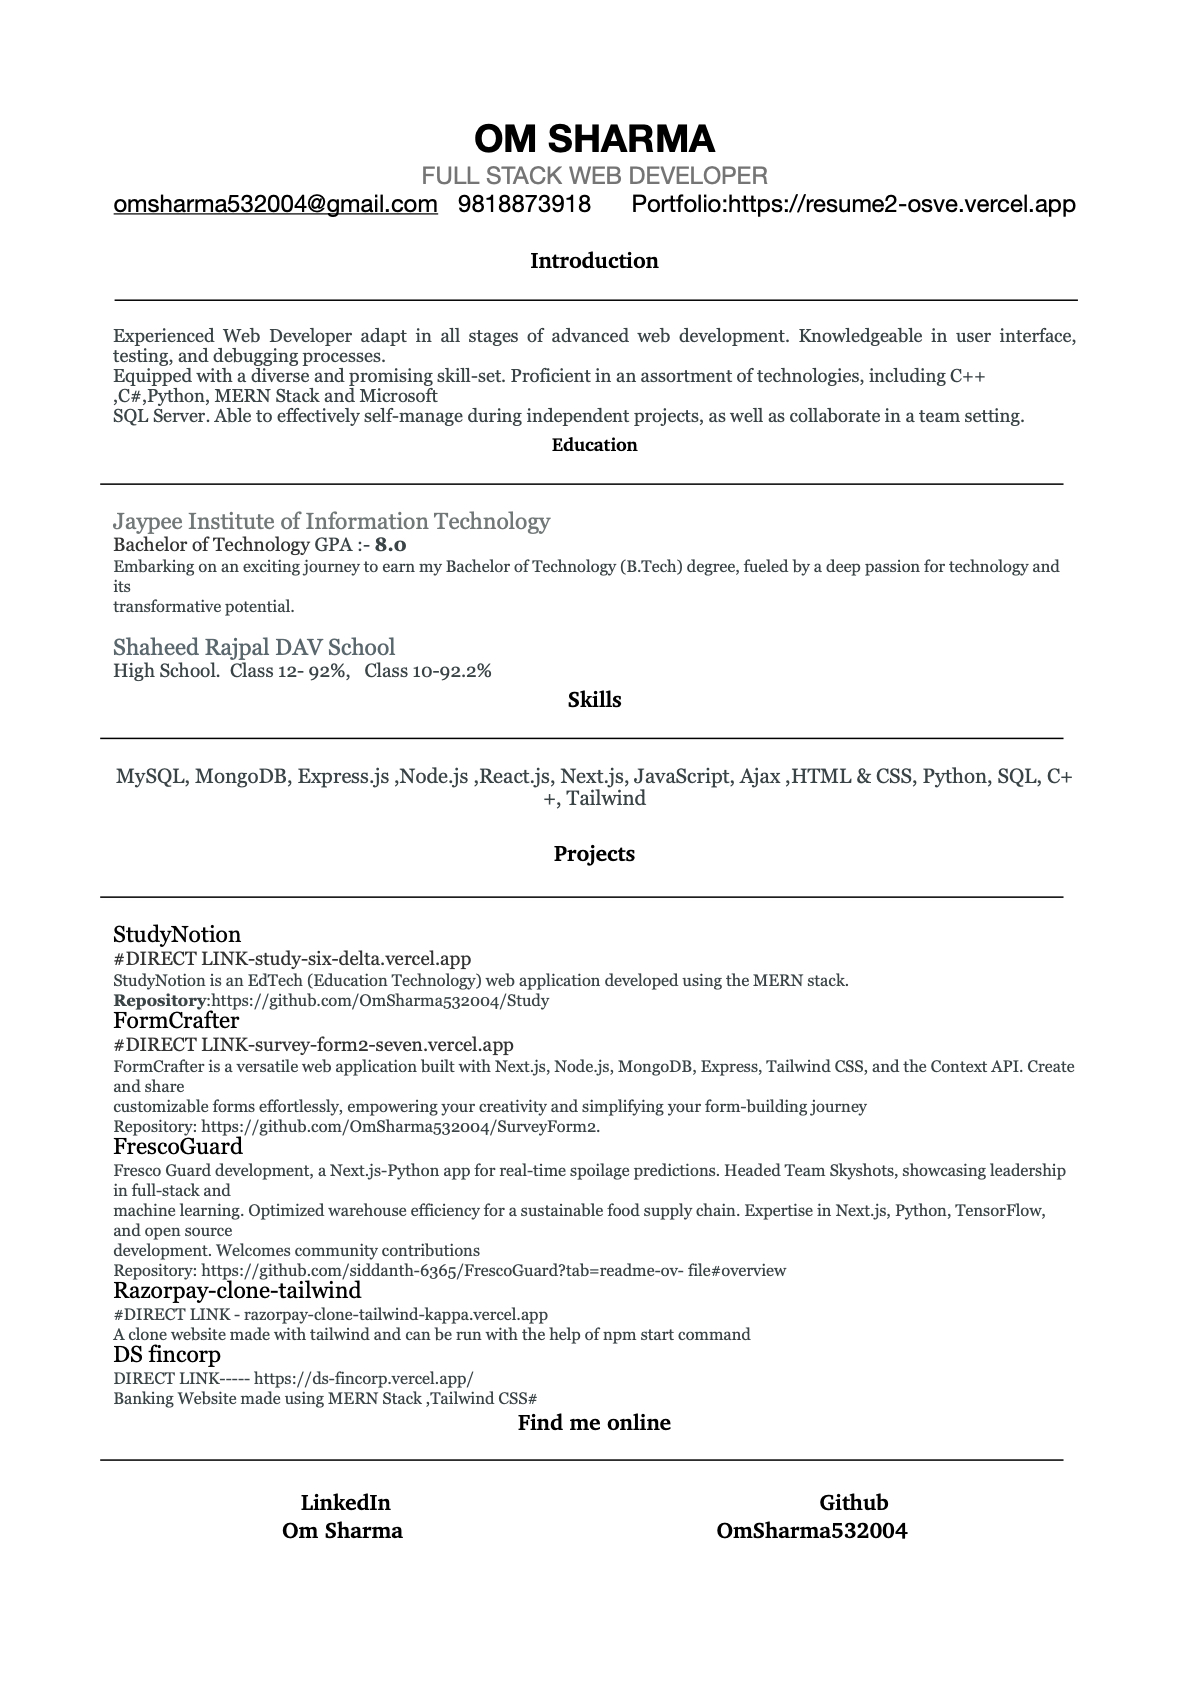 OM SHARMA
FULL STACK WEB DEVELOPER
omsharma532004@gmail.com 9818873918 Portfolio:https://resume2-osve.vercel.app
Introduction
Experienced Web Developer adapt in all stages of advanced web development. Knowledgeable in user interface,
testing, and debugging processes.
Equipped with a diverse and promising skill-set. Proficient in an assortment of technologies, including C++
,C#,Python, MERN Stack and Microsoft
SQL Server. Able to effectively self-manage during independent projects, as well as collaborate in a team setting.
Education
Jaypee Institute of Information Technology
Bachelor of Technology GPA :- 8.0
Embarking on an exciting journey to earn my Bachelor of Technology (B.Tech) degree, fueled by a deep passion for technology and
its
transformative potential.
Shaheed Rajpal DAV School
High School. Class 12- 92%, Class 10-92.2%
Skills
MySQL, MongoDB, Express.js ,Node.js ,React.js, Next.js, JavaScript, Ajax ,HTML & CSS, Python, SQL, C+
+, Tailwind
Projects
StudyNotion
#DIRECT LINK-study-six-delta.vercel.app
StudyNotion is an EdTech (Education Technology) web application developed using the MERN stack.
Repository:https://github.com/OmSharma532004/Study
FormCrafter
#DIRECT LINK-survey-form2-seven.vercel.app
FormCrafter is a versatile web application built with Next.js, Node.js, MongoDB, Express, Tailwind CSS, and the Context API. Create
and share
customizable forms effortlessly, empowering your creativity and simplifying your form-building journey
Repository: https://github.com/OmSharma532004/SurveyForm2.
FrescoGuard
Fresco Guard development, a Next.js-Python app for real-time spoilage predictions. Headed Team Skyshots, showcasing leadership
in full-stack and
machine learning. Optimized warehouse efficiency for a sustainable food supply chain. Expertise in Next.js, Python, TensorFlow,
and open source
development. Welcomes community contributions
Repository: https://github.com/siddanth-6365/FrescoGuard?tab=readme-ov- file#overview
Razorpay-clone-tailwind
#DIRECT LINK - razorpay-clone-tailwind-kappa.vercel.app
A clone website made with tailwind and can be run with the help of npm start command
DS fincorp
DIRECT LINK----- https://ds-fincorp.vercel.app/
Banking Website made using MERN Stack ,Tailwind CSS#
Find me online
LinkedIn Github
Om Sharma OmSharma532004